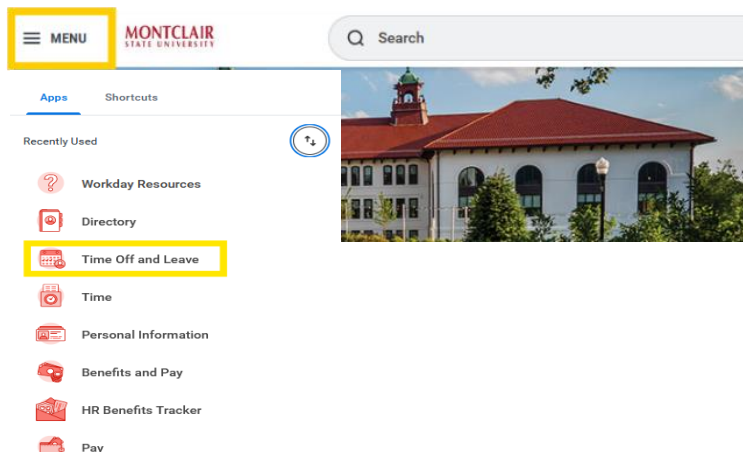 MENU
MONTCLAIR
STATE UNIVERSITY
Search
Apps
Shortcuts
Recently Used
Workday Resources
Directory
Time Off and Leave
Time
Personal Information
Benefits and Pay
HR Benefits Tracker
Pay